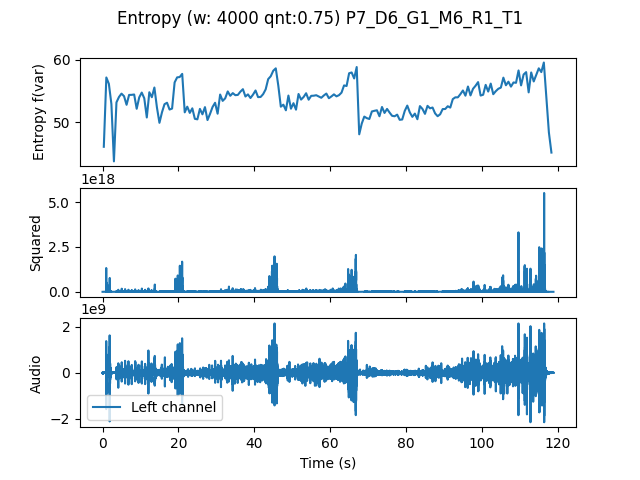 Entropy (w: 4000 qnt:0.75) P7_D6_G1_M6_R1_T1
60
50
Entropy f(var)
1e18
5.0
2.5
0.0
Squared
1e9
2
0
−2
Audio
Left channel
0
20
40
60
80
100
120
Time (s)